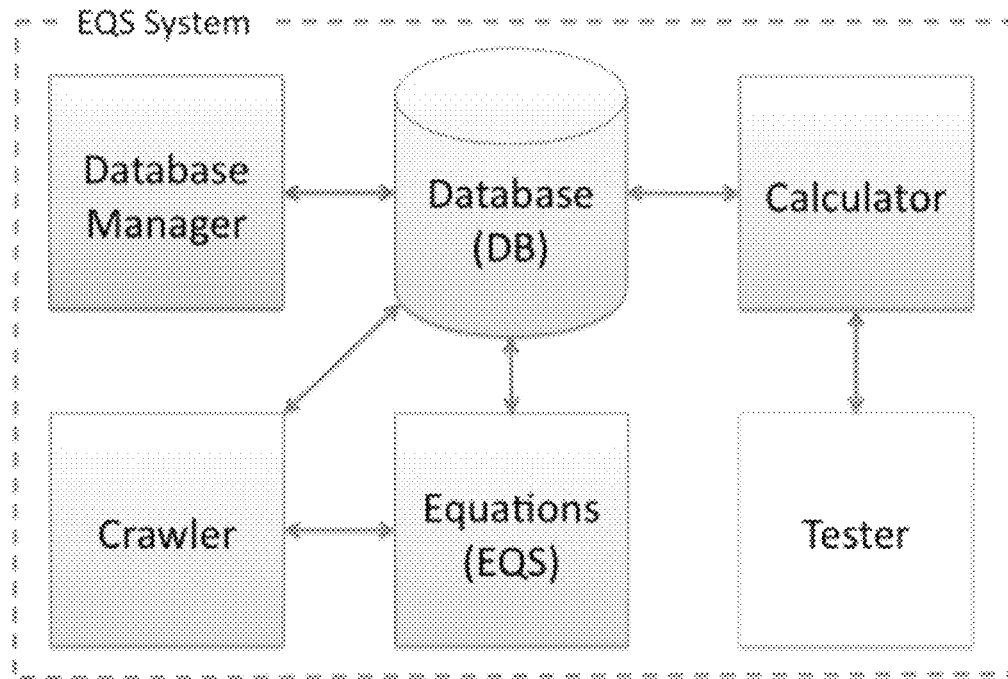 EQS System
Database
Manager
Database
(DB)
Calculator
Crawler
Equations
(EQS)
Tester